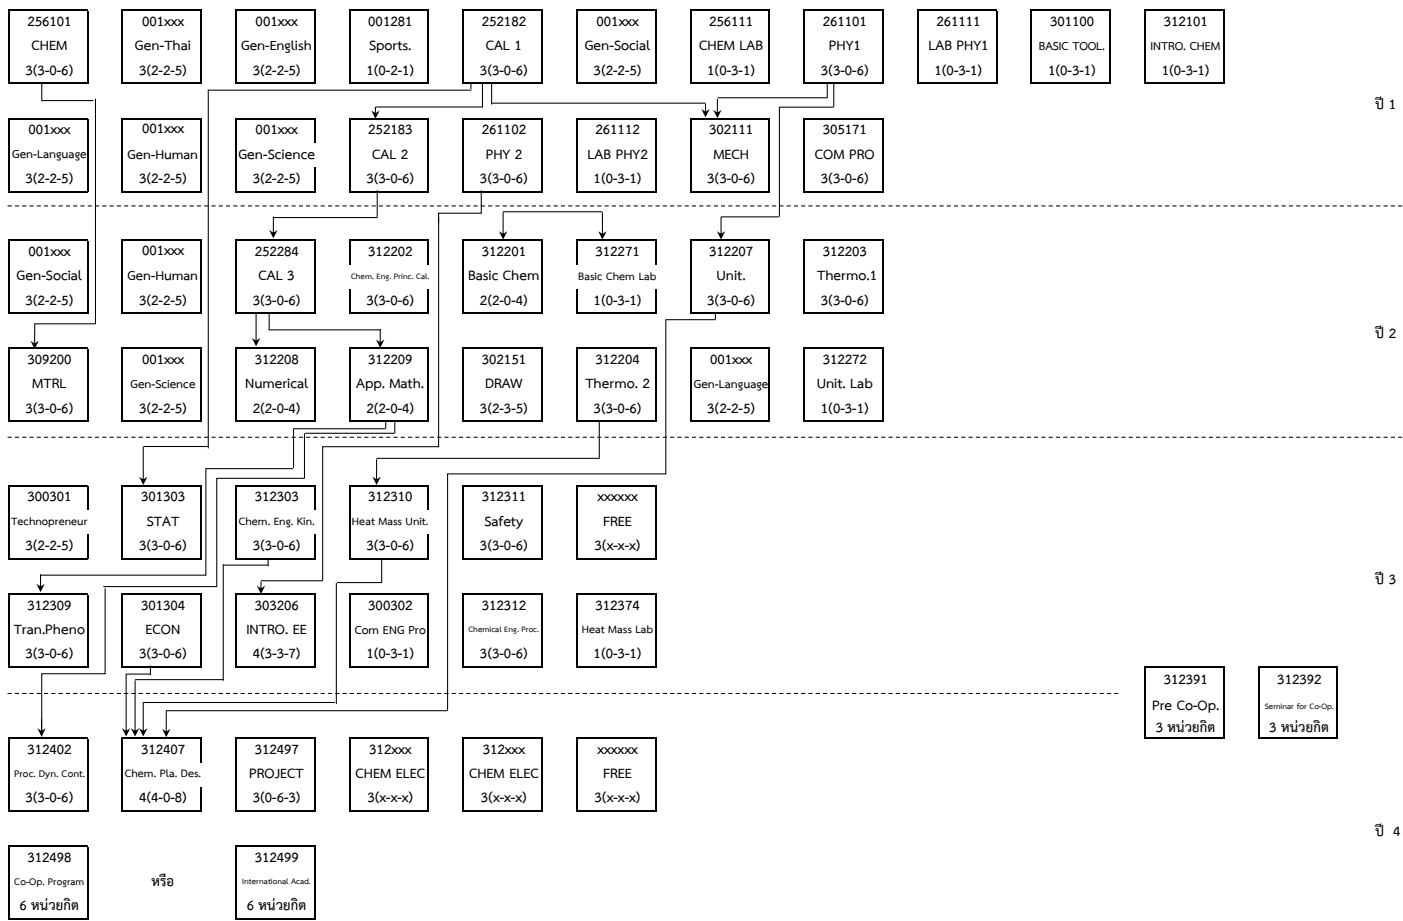 256101
CHEM
3(3-0-6)
001xxx
Gen-Thai
3(2-2-5)
001xxx
Gen-English
3(2-2-5)
001281
Sports.
1(0-2-1)
252182
CAL 1
3(3-0-6)
001xxx
Gen-Social
3(2-2-5)
256111
CHEM LAB
1(0-3-1)
261101
PHY1
3(3-0-6)
261111
LAB PHY1
1(0-3-1)
301100
BASIC TOOL.
1(0-3-1)
312101
INTRO. CHEM
1(0-3-1)
ปี 1
001xxx
Gen-Language
3(2-2-5)
001xxx
Gen-Human
3(2-2-5)
001xxx
Gen-Science
3(2-2-5)
252183
CAL 2
3(3-0-6)
261102
PHY 2
3(3-0-6)
261112
LAB PHY2
1(0-3-1)
302111
MECH
3(3-0-6)
305171
COM PRO
3(3-0-6)
001xxx
Gen-Social
3(2-2-5)
001xxx
Gen-Human
3(2-2-5)
252284
CAL 3
3(3-0-6)
312202
Chem. Eng. Princ. Cal.
3(3-0-6)
312201
Basic Chem
2(2-0-4)
312271
Basic Chem Lab
1(0-3-1)
312207
Unit.
3(3-0-6)
312203
Thermo.1
3(3-0-6)
ปี 2
309200
MTRL
3(3-0-6)
001xxx
Gen-Science
3(2-2-5)
312208
Numerical
2(2-0-4)
312209
App. Math.
2(2-0-4)
302151
DRAW
3(2-3-5)
312204
Thermo. 2
3(3-0-6)
001xxx
Gen-Language
3(2-2-5)
312272
Unit. Lab
1(0-3-1)
300301
Technopreneur
3(2-2-5)
301303
STAT
3(3-0-6)
312303
Chem. Eng. Kin.
3(3-0-6)
312310
Heat Mass Unit.
3(3-0-6)
312311
Safety
3(3-0-6)
xxxxxx
FREE
3(x-x-x)
ปี 3
312309
Tran.Pheno
3(3-0-6)
301304
ECON
3(3-0-6)
303206
INTRO. EE
4(3-3-7)
300302
Com ENG Pro
1(0-3-1)
312312
Chemical Eng. Proc.
3(3-0-6)
312374
Heat Mass Lab
1(0-3-1)
312391
Pre Co-Op.
3 หน่วยกิต
312392
Seminar for Co-Op.
3 หน่วยกิต
312402
Proc. Dyn. Cont.
3(3-0-6)
312407
Chem. Pla. Des.
4(4-0-8)
312497
PROJECT
3(0-6-3)
312xxx
CHEM ELEC
3(x-x-x)
312xxx
CHEM ELEC
3(x-x-x)
xxxxxx
FREE
3(x-x-x)
ปี 4
312498
Co-Op. Program
6 หน่วยกิต
หรือ
312499
International Acad.
6 หน่วยกิต